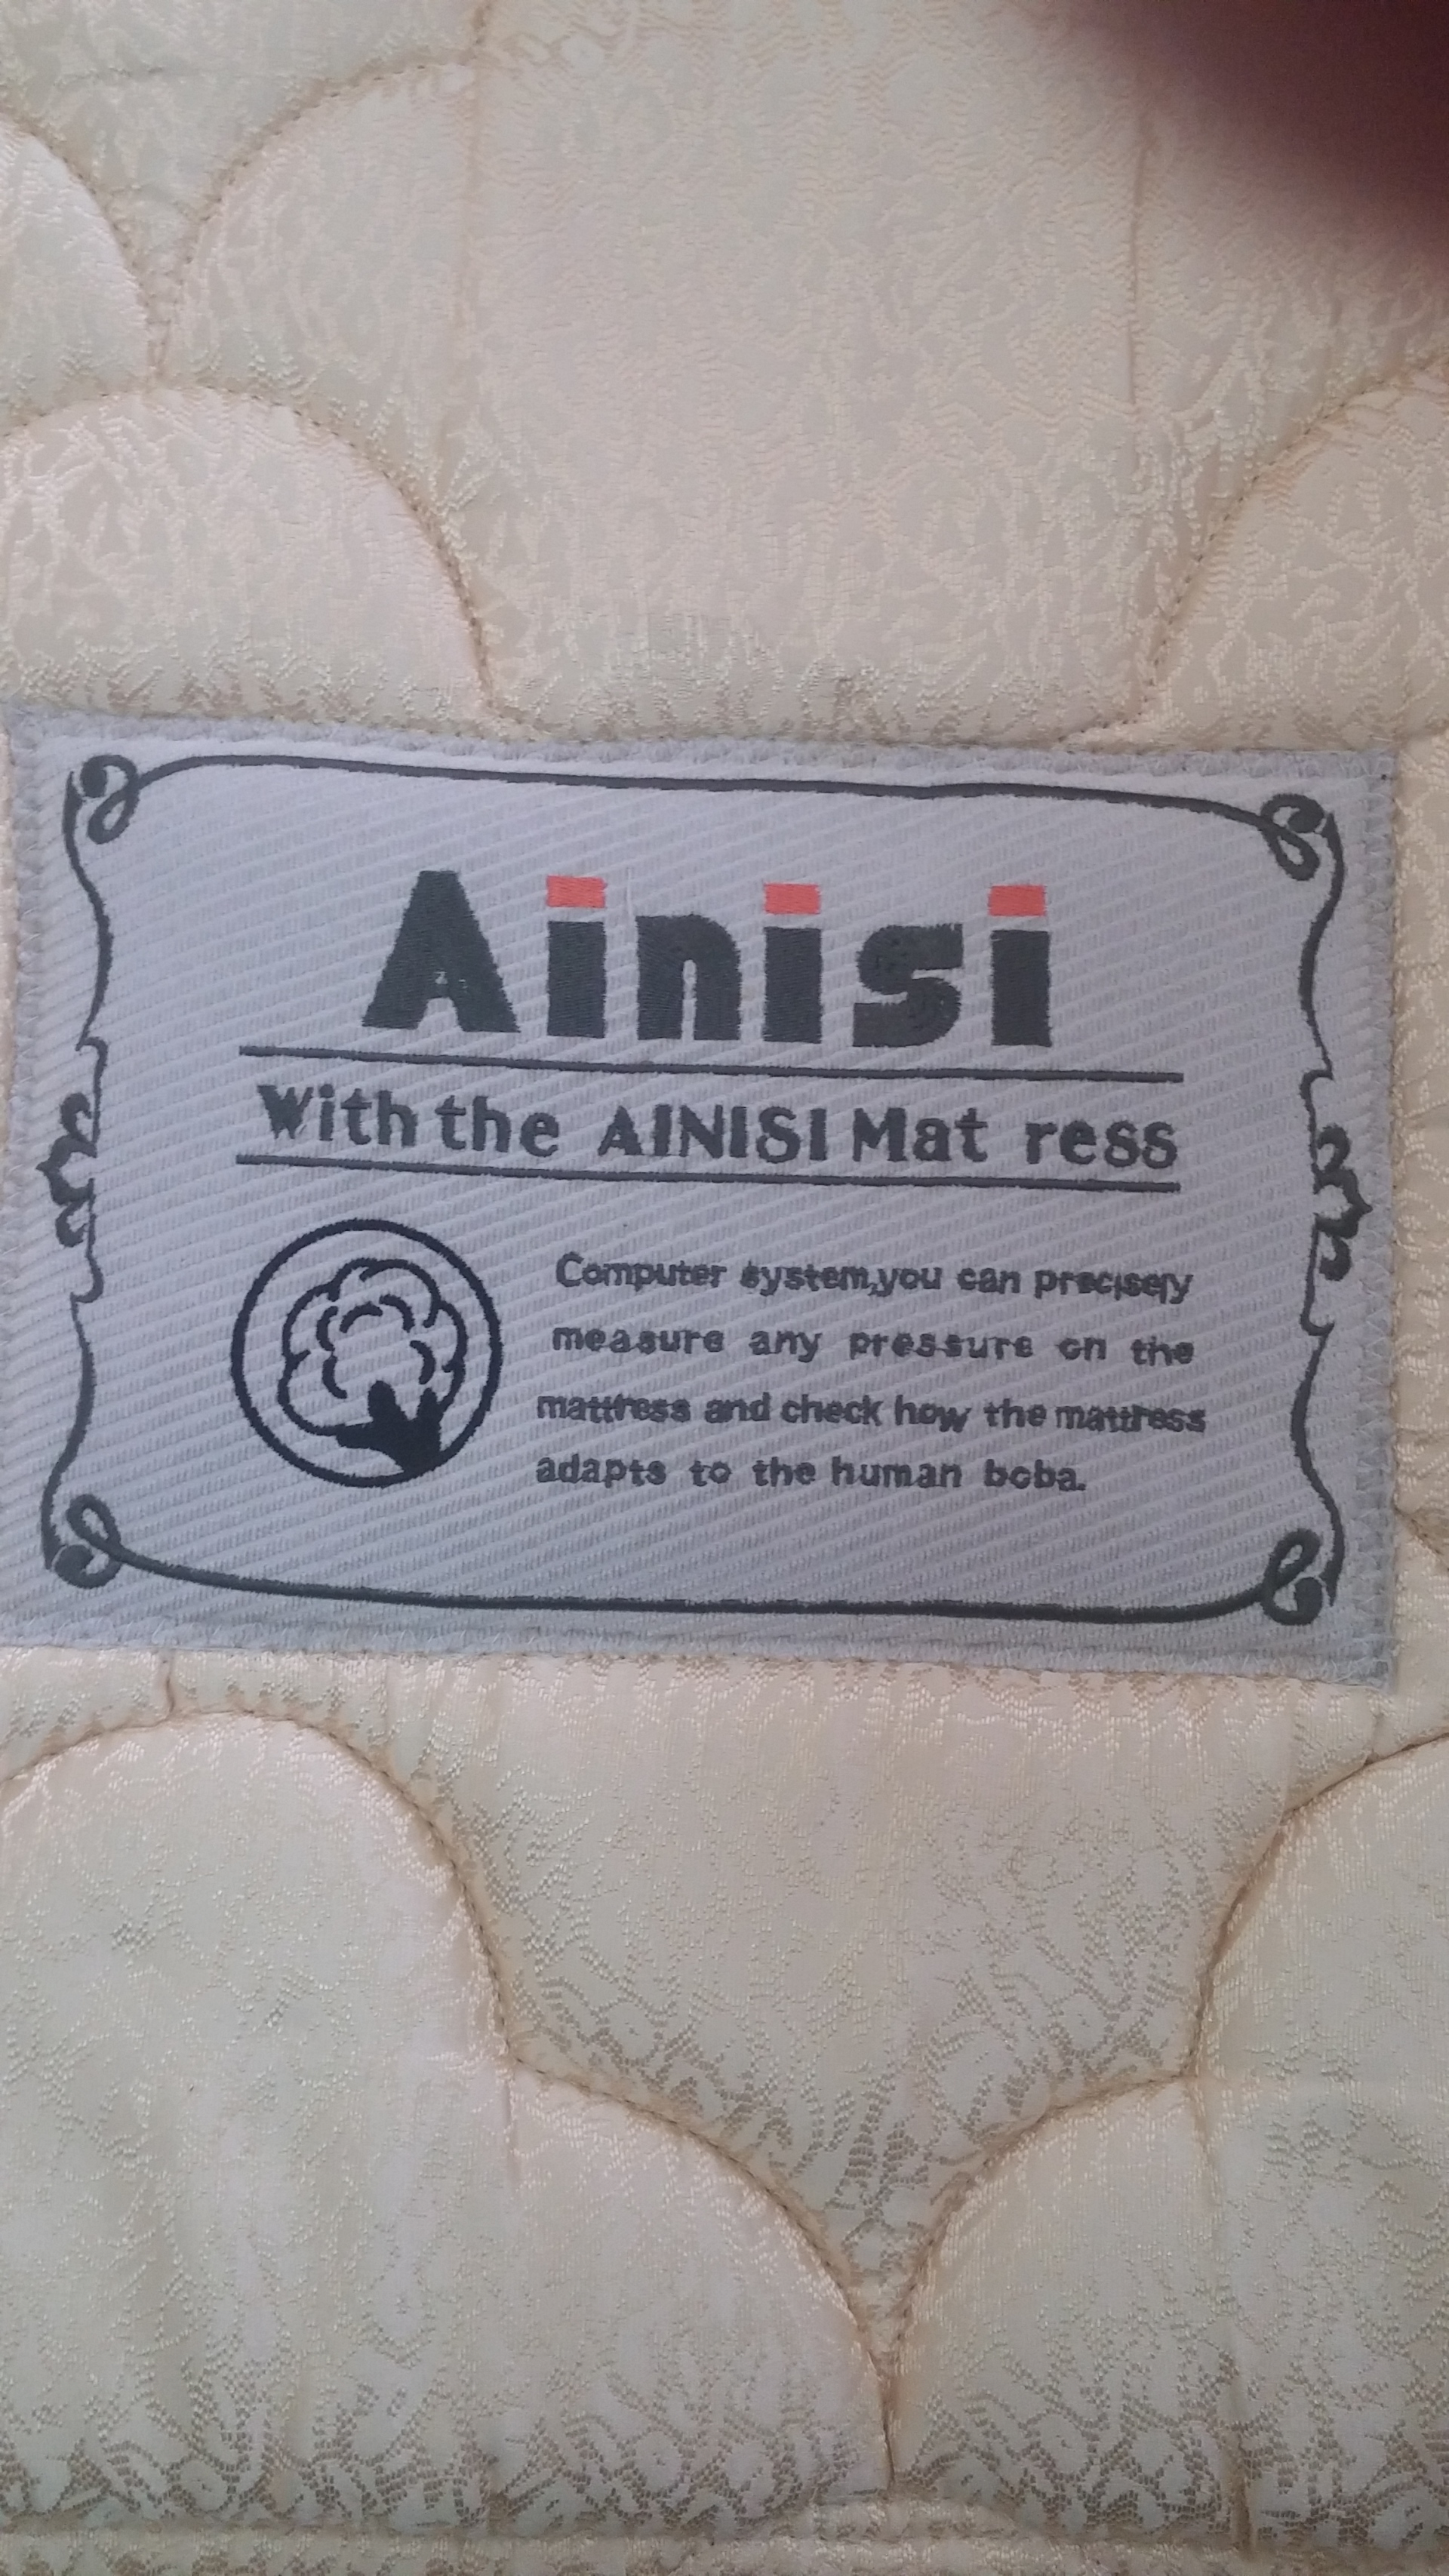 Ainisi
With the AINISI Mat ress
Computer system,you can precisely
measure any pressure on the
mattress and check how the mattress
adapts to the human boba.